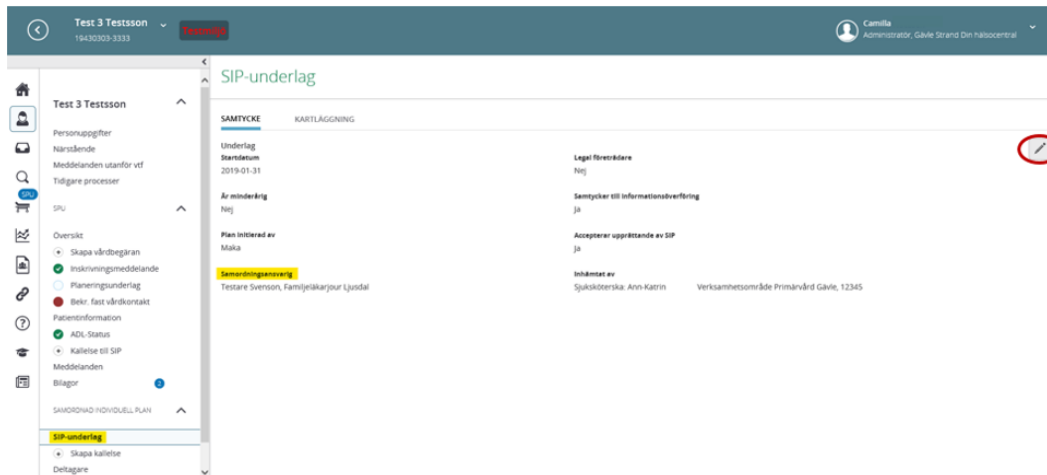 Test 3 Testsson
19430303-3333
Camilla
Administratör, Gävle Strand Din hälsocentral
SIP-underlag
Test 3 Testsson
Personuppgifter
Närstående
Meddelanden utanför vtf
Tidigare processer
SPU
SPU
Översikt
Skapa vårdbegäran
Inskrivningsmeddelande
Planeringsunderlag
Bekr. fast vårdkontakt
Patientinformation
ADL-Status
Kallelse till SIP
Meddelanden
Bilagor 2
SAMORDNAD INDIVIDUELL PLAN
SIP-underlag
Skapa kallelse
Deltagare
SAMTYCKE KARTLÄGGNING
Underlag
Startdatum
2019-01-31
Legal företrädare
Nej
Är minderårig
Nej
Samtycker till informationsöverföring
Ja
Plan initierad av
Maka
Accepterar upprättande av SIP
Ja
Samordningsansvarig
Testare Svenson, Familjeläkarjour Ljusdal
Inhämtat av
Sjuksköterska: Ann-Katrin Verksamhetsområde Primärvård Gävle, 12345